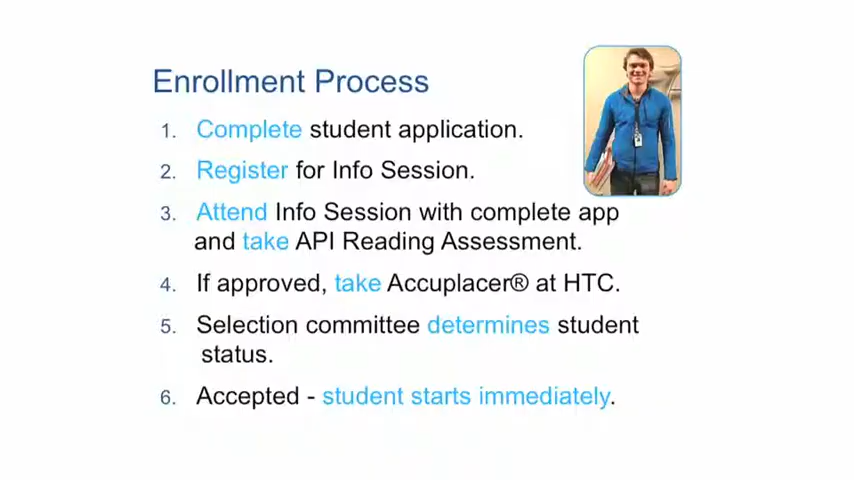 Enrollment Process
1. Complete student application.
2. Register for Info Session.
3. Attend Info Session with complete app
and take API Reading Assessment.
4. If approved, take Accuplacer® at HTC.
5. Selection committee determines student
status.
6. Accepted - student starts immediately.